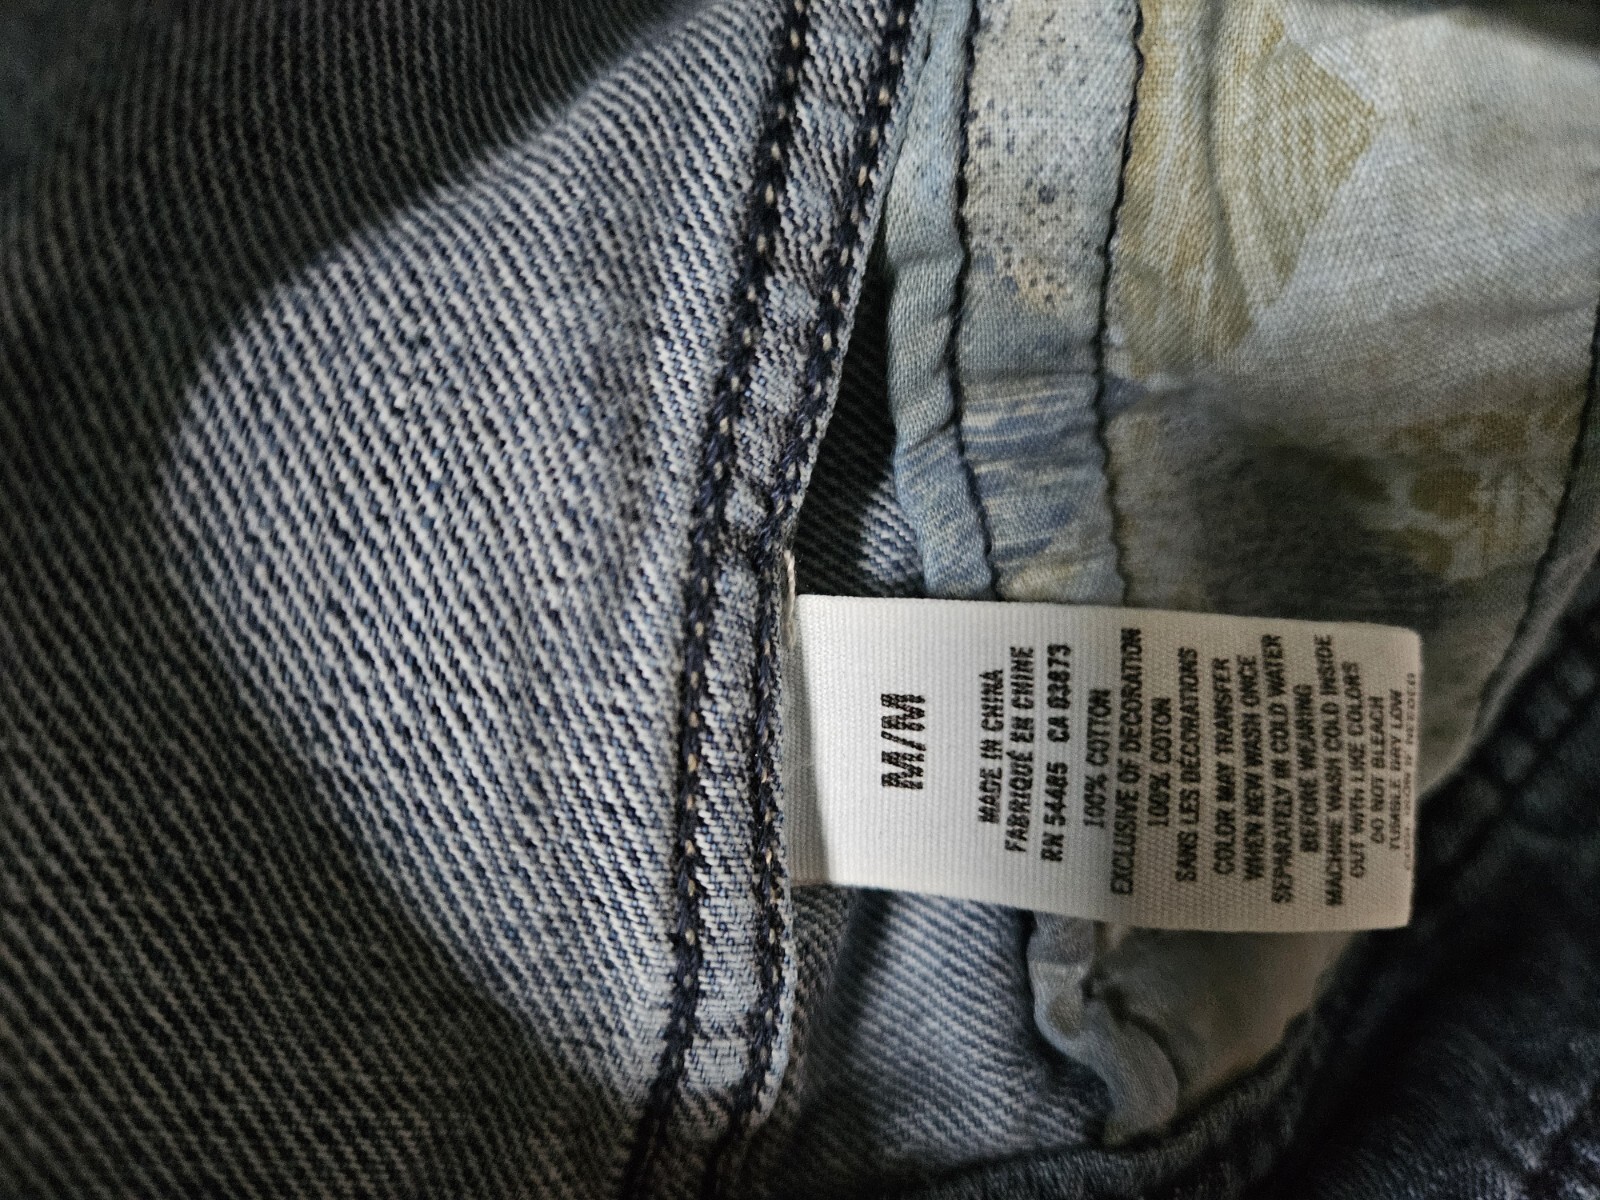 M/M
MADE IN CHINA
FABRIQUÉ EN CHINE
RN 54485 CA 03873
100% COTTON
EXCLUSIVE OF DECORATION
100% COTON
SANS LES DECORATIONS
COLOR MAY TRANSFER
WHEN NEW WASH ONCE
SEPARATELY IN COLD WATER
BEFORE WEARING
MACHINE WASH COLD INSIDE
OUT WITH LIKE COLORS
DO NOT BLEACH
TUMBLE DRY LOW